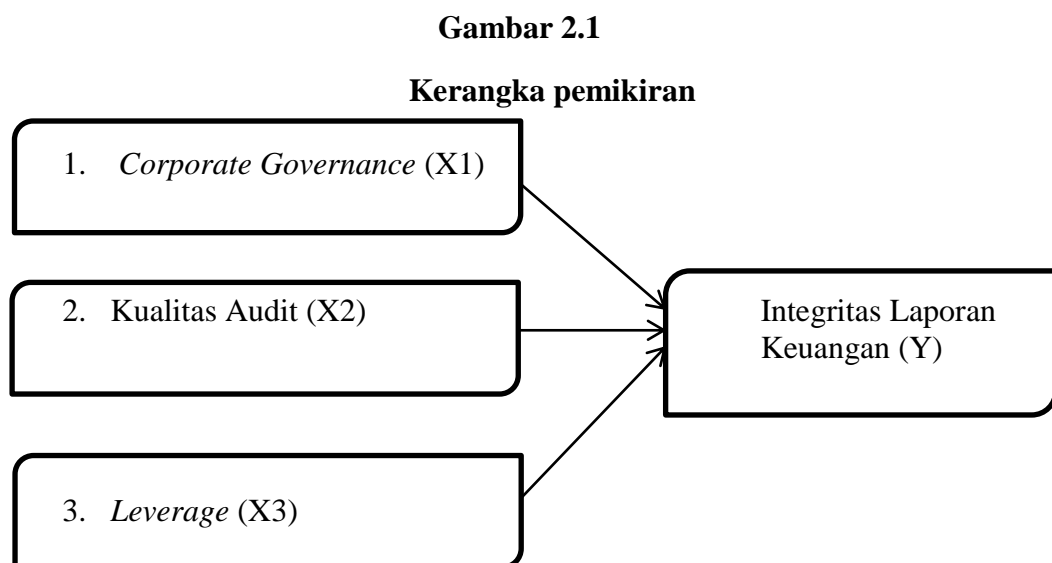 Gambar 2.1
Kerangka pemikiran
1. Corporate Governance (X1)
2. Kualitas Audit (X2)
Integritas Laporan
Keuangan (Y)
3. Leverage (X3)